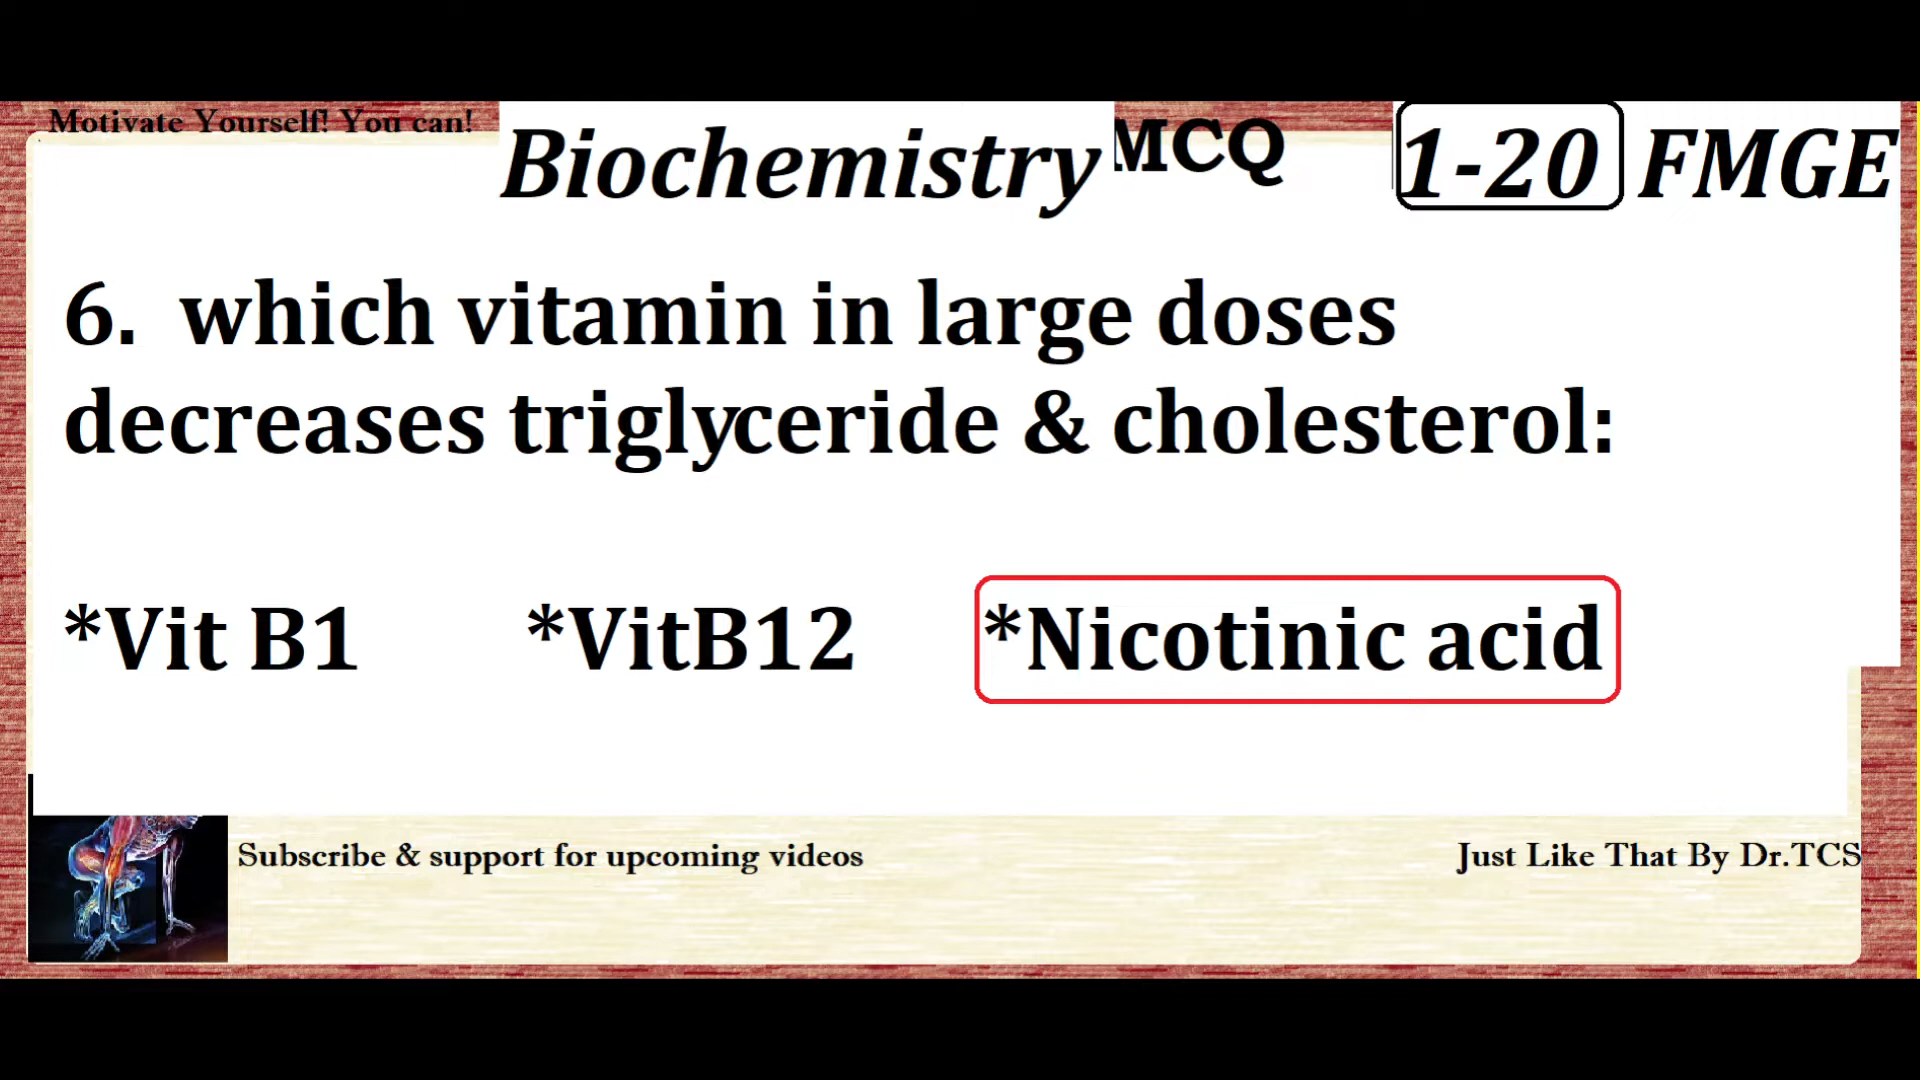 Motivate Yourself! You can!
Biochemistry MCQ 1-20 FMGE
6. which vitamin in large doses
decreases triglyceride & cholesterol:
*Vit B1 *VitB12 *Nicotinic acid
Subscribe & support for upcoming videos
Just Like That By Dr.TCS